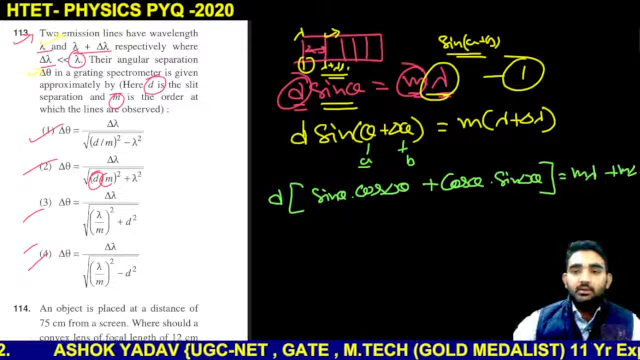 HTET- PHYSICS PYQ -2020
113. Two emission lines have wavelength
λ and λ + Δλ respectively where
Δλ << λ. Their angular separation
Δθ in a grating spectrometer is given
approximately by (Here d is the slit
separation and m is the order at
which the lines are observed) :
(1) Δθ = Δλ / √((d/m)² − λ²)
(2) Δθ = Δλ / √((d/m)² + λ²)
(3) Δθ = Δλ / √((λ/m)² + d²)
(4) Δθ = Δλ / √((λ/m)² − d²)
114. An object is placed at a distance of
75 cm from a screen. Where should a
convex lens of focal length of 12 cm
λ
1
λ+Δλ
sin(a+b)
d sinθ = mλ — 1
d sin(θ+Δθ) = m(λ+Δλ)
a b
d[ sinθ.cosΔθ + cosθ.sinΔθ ] = mλ +
2. ASHOK YADAV {UGC-NET, GATE, M.TECH (GOLD MEDALIST) 11 Yr Ex